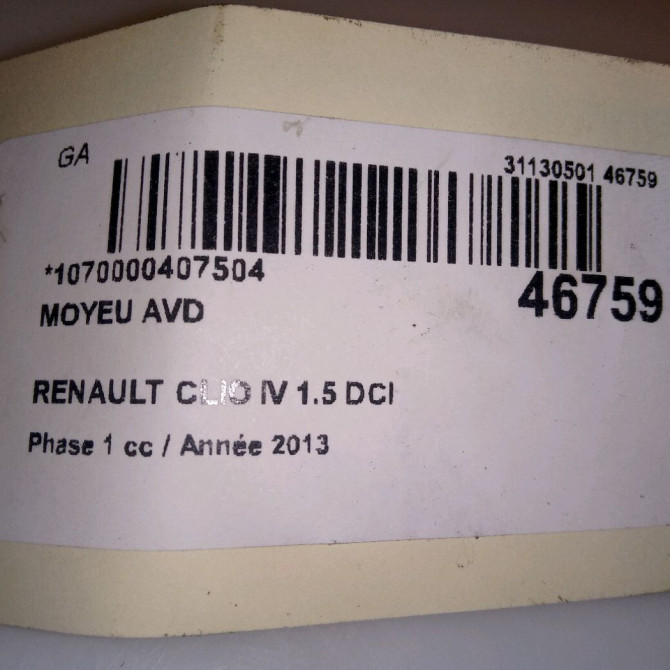 GA
31130501 46759
*1070000407504
46759
MOYEU AVD
RENAULT CLIO IV 1.5 DCI
Phase 1 cc / Année 2013